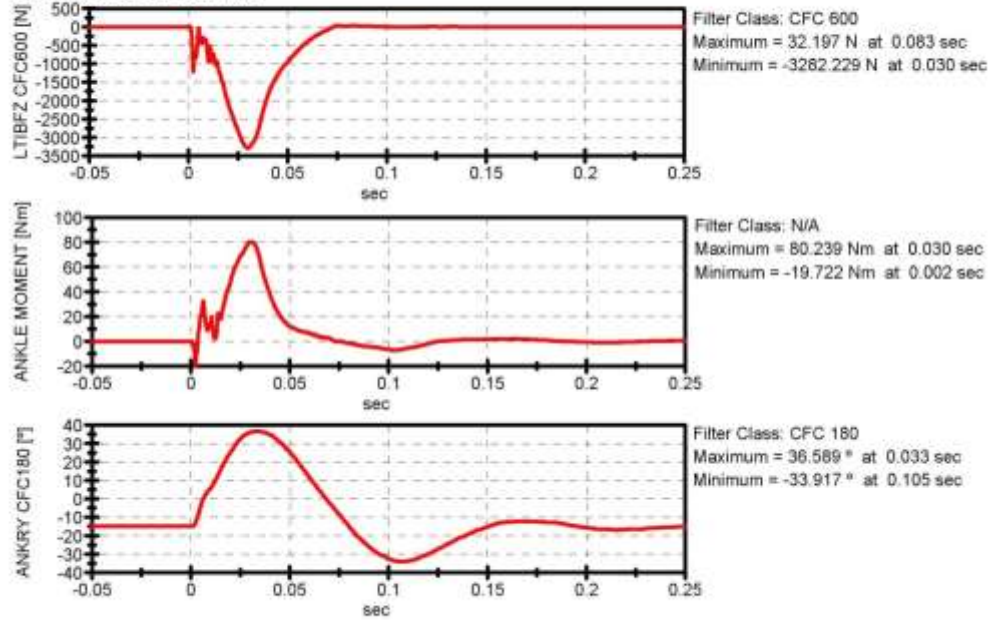 500
0
-500
-1000
-1500
-2000
-2500
-3000
-3500
LTIBFZ CFC600 [N]
-0.05 0 0.05 0.1 0.15 0.2 0.25
sec
Filter Class: CFC 600
Maximum = 32.197 N at 0.083 sec
Minimum = -3282.229 N at 0.030 sec
100
80
60
40
20
0
-20
ANKLE MOMENT [Nm]
-0.05 0 0.05 0.1 0.15 0.2 0.25
sec
Filter Class: N/A
Maximum = 80.239 Nm at 0.030 sec
Minimum = -19.722 Nm at 0.002 sec
40
30
20
10
0
-10
-20
-30
-40
ANKRY CFC180 [°]
-0.05 0 0.05 0.1 0.15 0.2 0.25
sec
Filter Class: CFC 180
Maximum = 36.589 ° at 0.033 sec
Minimum = -33.917 ° at 0.105 sec